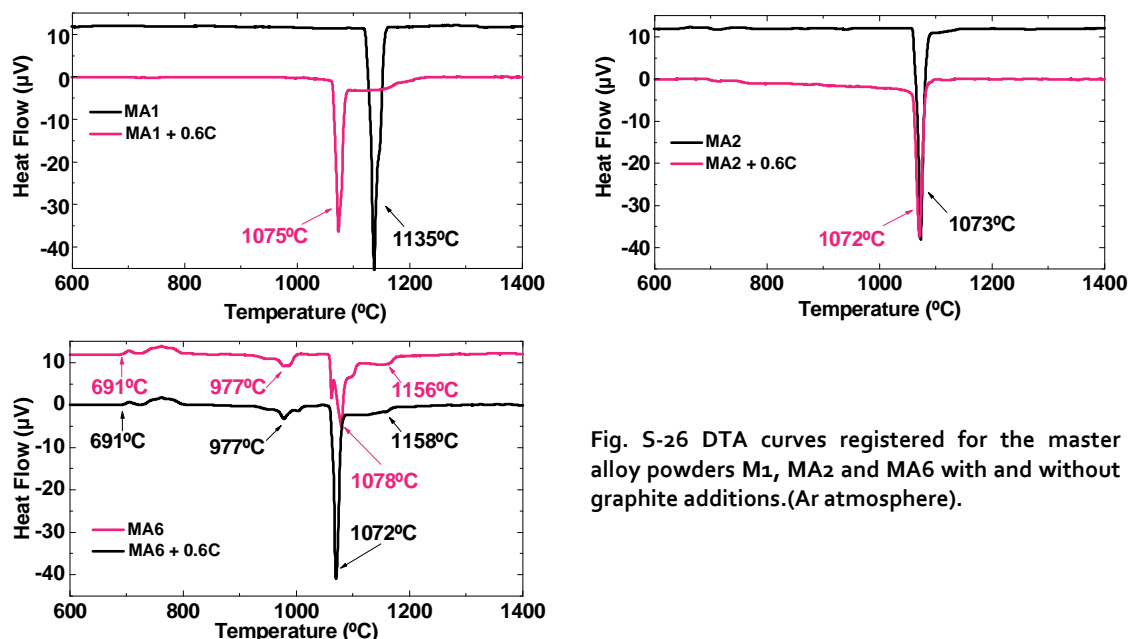 10
0
-10
-20
-30
-40
Heat Flow (µV)
MA1
MA1 + 0.6C
1075ºC
1135ºC
600 800 1000 1200 1400
Temperature (ºC)
10
0
-10
-20
-30
-40
Heat Flow (µV)
MA2
MA2 + 0.6C
1072ºC
1073ºC
600 800 1000 1200 1400
Temperature (ºC)
10
0
-10
-20
-30
-40
Heat Flow (µV)
691ºC
977ºC
1156ºC
691ºC
977ºC
1158ºC
1078ºC
1072ºC
MA6
MA6 + 0.6C
600 800 1000 1200 1400
Temperature (ºC)
Fig. S-26 DTA curves registered for the master
alloy powders M1, MA2 and MA6 with and without
graphite additions.(Ar atmosphere).